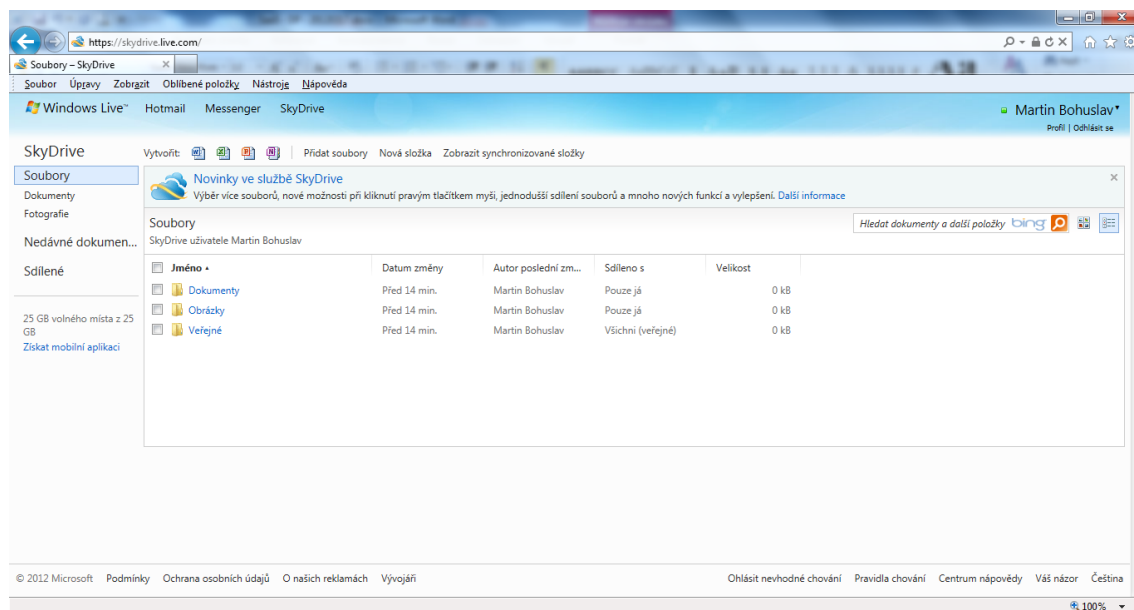 https://skydrive.live.com/
Soubory – SkyDrive
Soubor Úpravy Zobrazit Oblíbené položky Nástroje Nápověda
Windows Live™ Hotmail Messenger SkyDrive Martin Bohuslav
Profil | Odhlásit se
SkyDrive Vytvořit: Přidat soubory Nová složka Zobrazit synchronizované složky
Soubory
Dokumenty
Fotografie
Nedávné dokumen...
Sdílené
25 GB volného místa z 25
GB
Získat mobilní aplikaci
Novinky ve službě SkyDrive
Výběr více souborů, nové možnosti při kliknutí pravým tlačítkem myši, jednodušší sdílení souborů a mnoho nových funkcí a vylepšení. Další informace
Soubory
SkyDrive uživatele Martin Bohuslav
Hledat dokumenty a další položky bing
Jméno Datum změny Autor poslední zm... Sdíleno s Velikost
Dokumenty Před 14 min. Martin Bohuslav Pouze já 0 kB
Obrázky Před 14 min. Martin Bohuslav Pouze já 0 kB
Veřejné Před 14 min. Martin Bohuslav Všichni (veřejné) 0 kB
© 2012 Microsoft Podmínky Ochrana osobních údajů O našich reklamách Vývojáři Ohlásit nevhodné chování Pravidla chování Centrum nápovědy Váš názor Čeština
100%